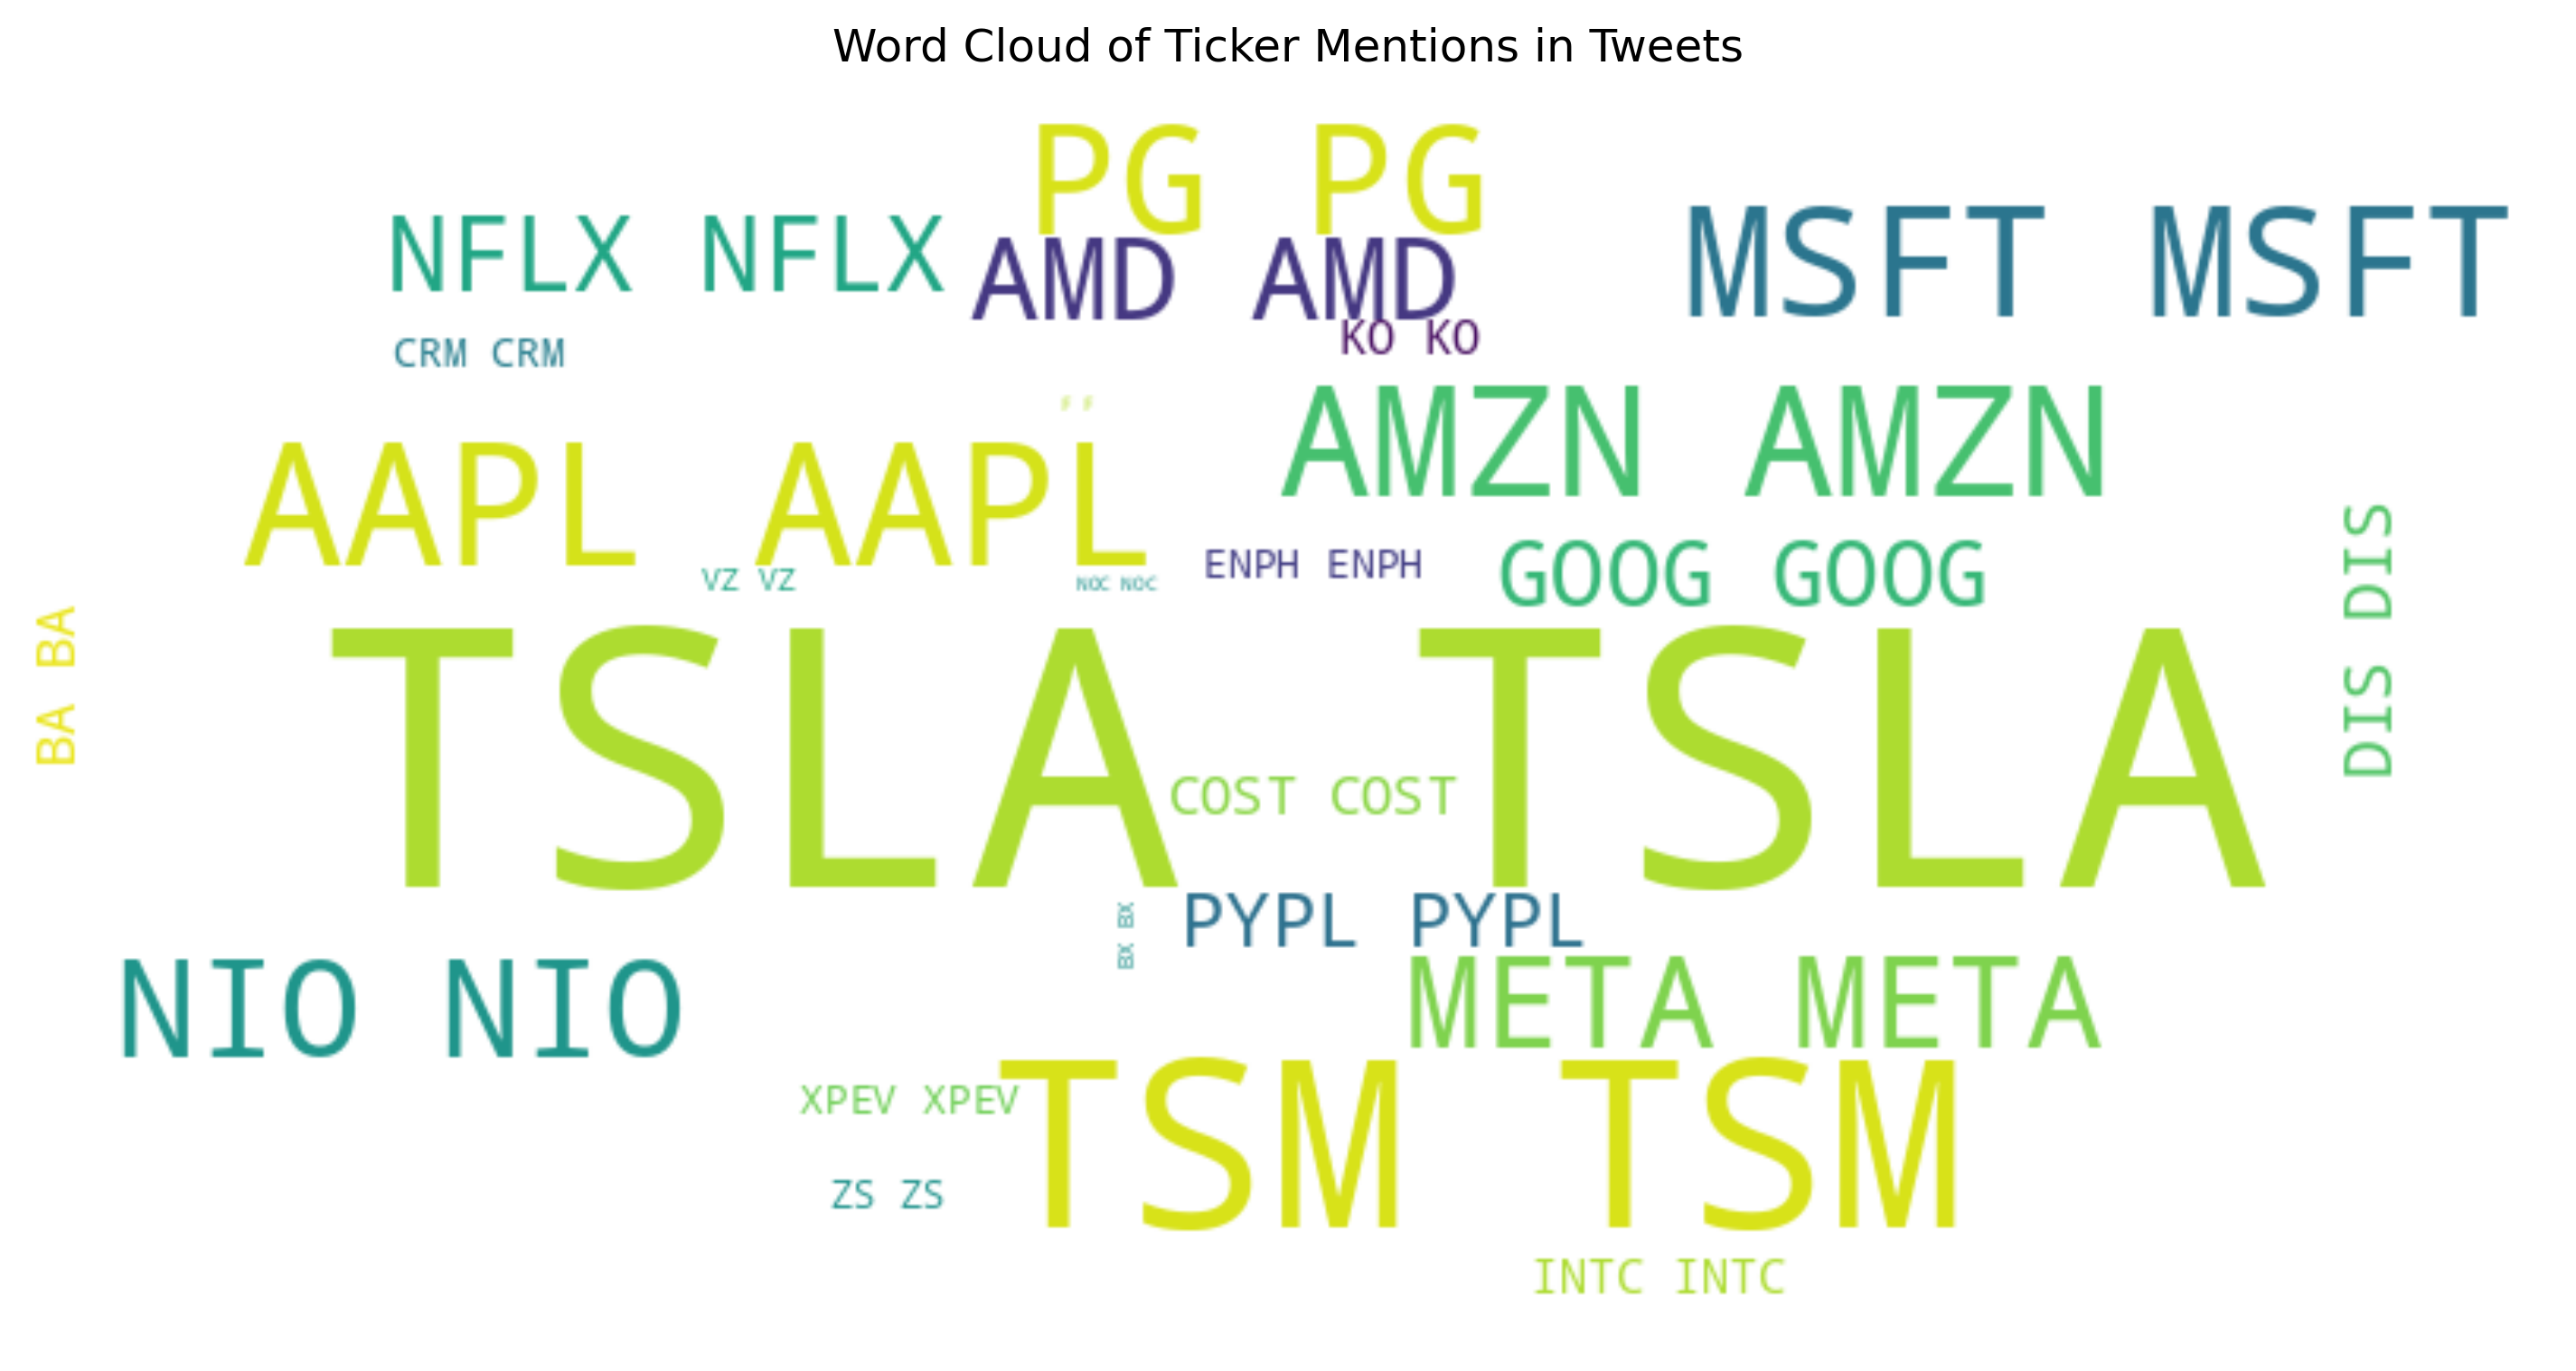 Word Cloud of Ticker Mentions in Tweets
PG PG
NFLX NFLX
AMD AMD
MSFT MSFT
KO KO
CRM CRM
AMZN AMZN
AAPL AAPL
ENPH ENPH
GOOG GOOG
VZ VZ
NOC NOC
DIS DIS
BA BA
TSLA TSLA
COST COST
PYPL PYPL
BX BX
NIO NIO
META META
XPEV XPEV
TSM TSM
ZS ZS
INTC INTC